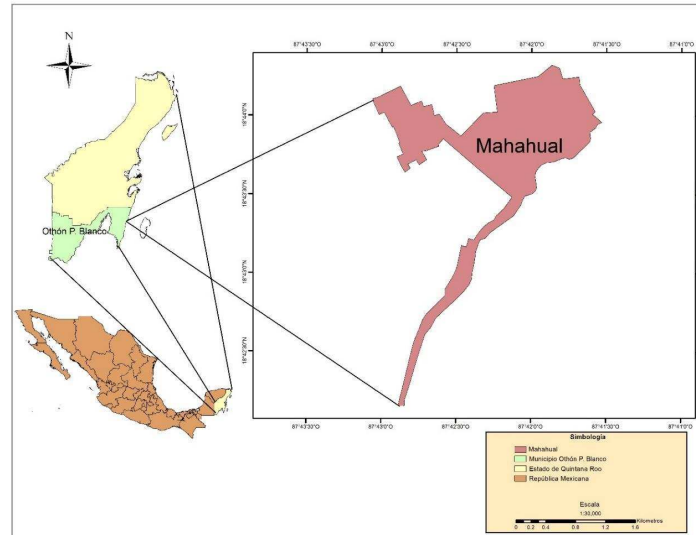 87°43'30"O 87°43'0"O 87°42'30"O 87°42'0"O 87°41'30"O 87°41'0"O
N
Mahahual
Othón P. Blanco
87°43'30"O 87°43'0"O 87°42'30"O 87°42'0"O 87°41'30"O 87°41'0"O
Simbología
Mahahual
Municipio Othón P. Blanco
Estado de Quintana Roo
República Mexicana
Escala
1:30,000
0 0.2 0.4 0.8 1.2 1.6
Kilometros